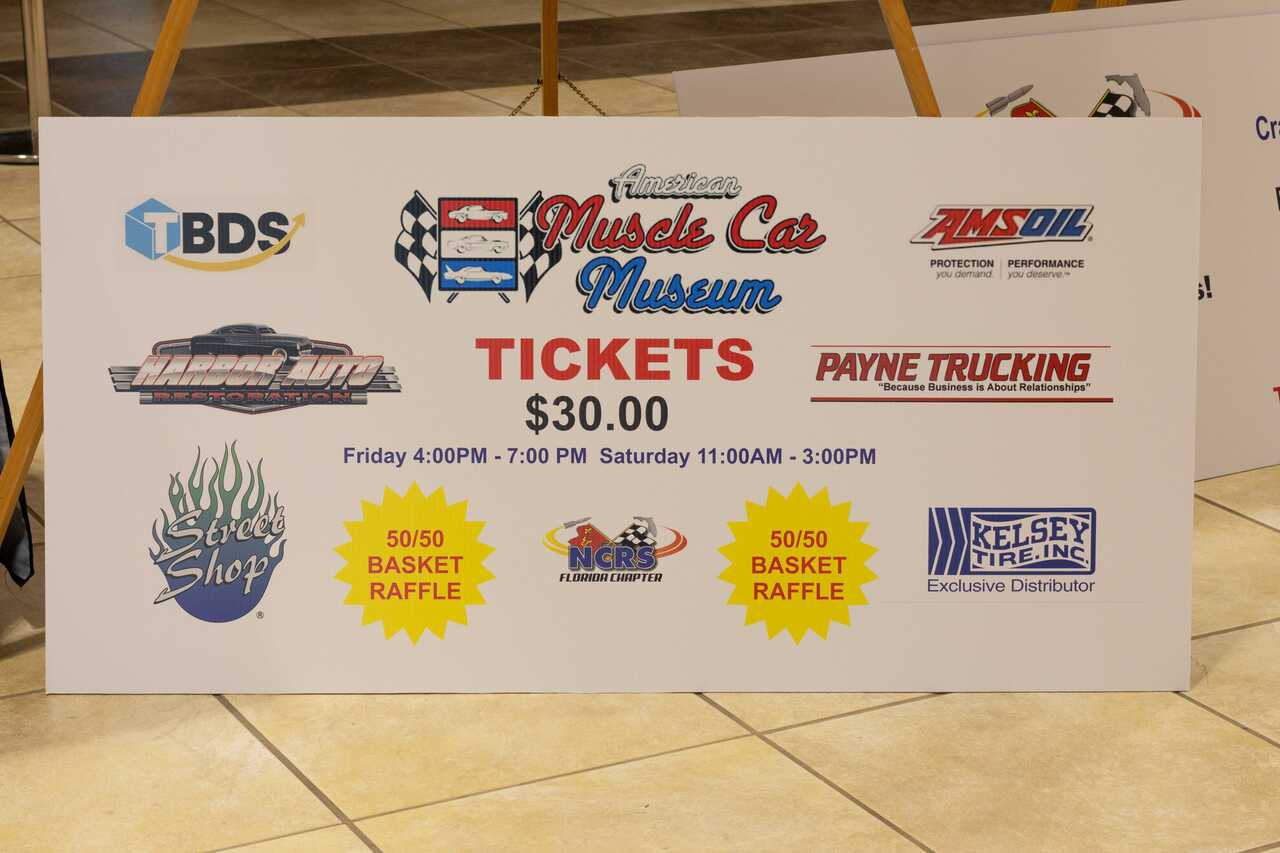 TBDS
American
Muscle Car
Museum
AMSOIL®
PROTECTION | PERFORMANCE
you demand. | you deserve.™
HARBOR AUTO
RESTORATION
TICKETS
$30.00
PAYNE TRUCKING
"Because Business is About Relationships"
Friday 4:00PM - 7:00 PM Saturday 11:00AM - 3:00PM
Street
Shop
®
50/50
BASKET
RAFFLE
NCRS
FLORIDA CHAPTER
50/50
BASKET
RAFFLE
KELSEY
TIRE, INC.
Exclusive Distributor